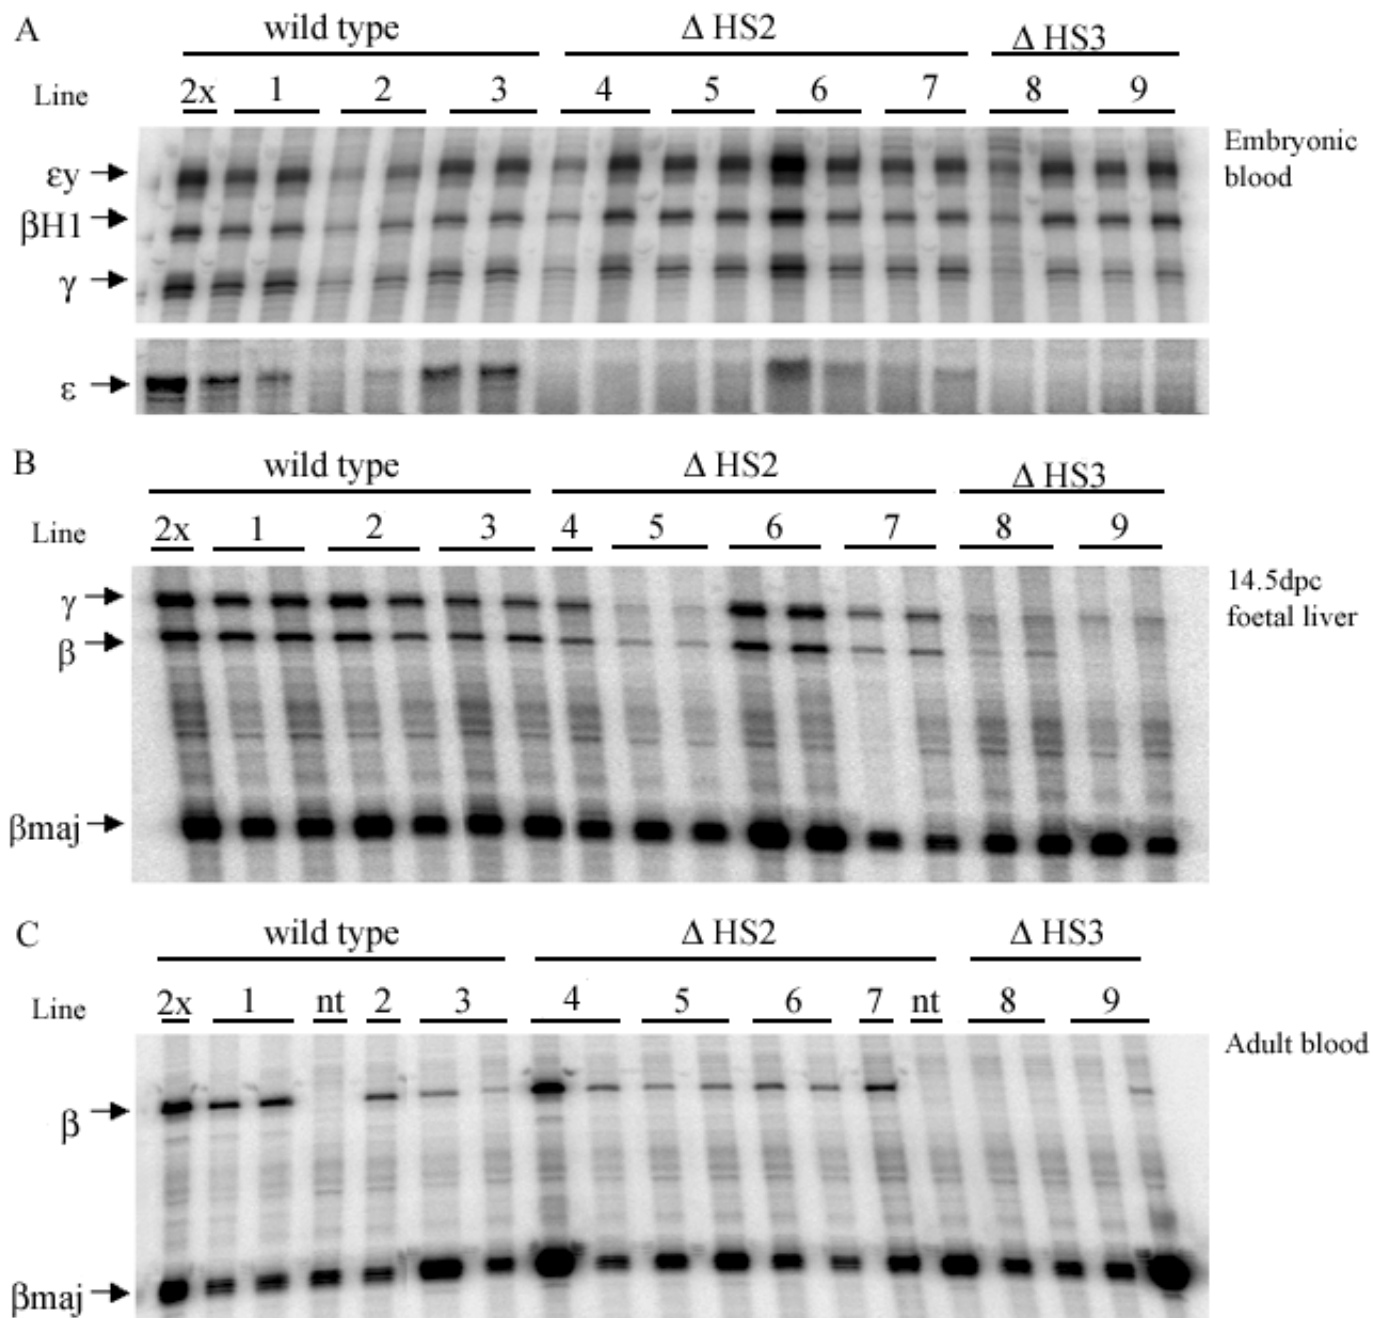 A
wild type Δ HS2 Δ HS3
Line 2x 1 2 3 4 5 6 7 8 9
εy
βH1
γ
ε
Embryonic
blood
B
wild type Δ HS2 Δ HS3
Line 2x 1 2 3 4 5 6 7 8 9
γ
β
βmaj
14.5dpc
foetal liver
C
wild type Δ HS2 Δ HS3
Line 2x 1 nt 2 3 4 5 6 7 nt 8 9
β
βmaj
Adult blood